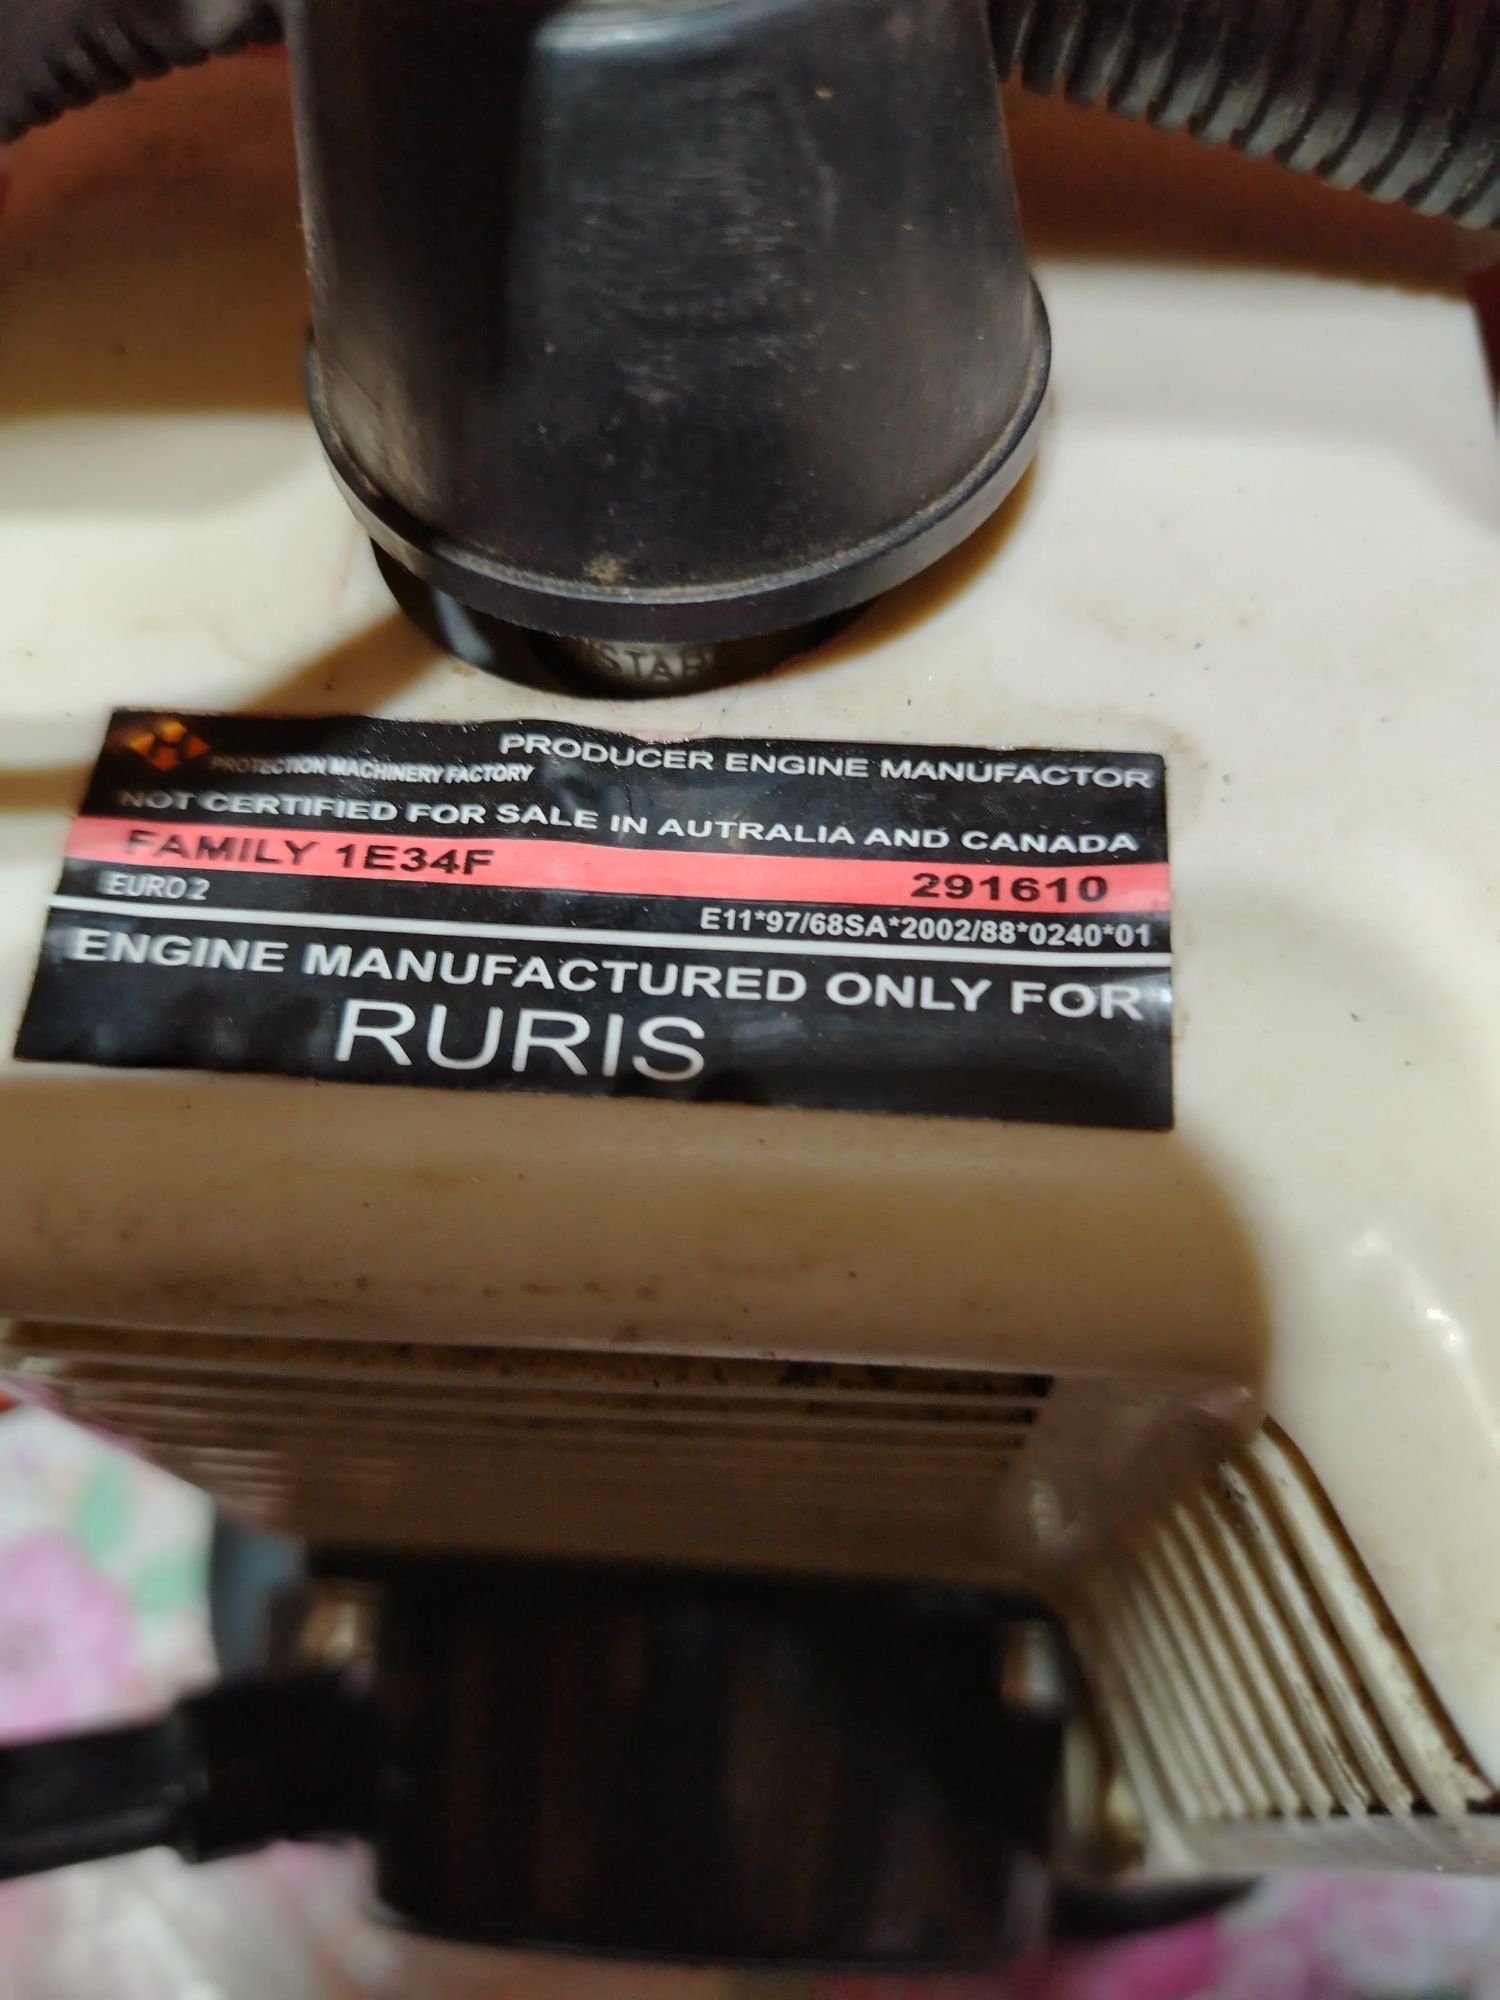 STAB
PRODUCER ENGINE MANUFACTOR
PROTECTION MACHINERY FACTORY
NOT CERTIFIED FOR SALE IN AUTRALIA AND CANADA
FAMILY 1E34F 291610
EURO 2
E11*97/68SA*2002/88*0240*01
ENGINE MANUFACTURED ONLY FOR
RURIS